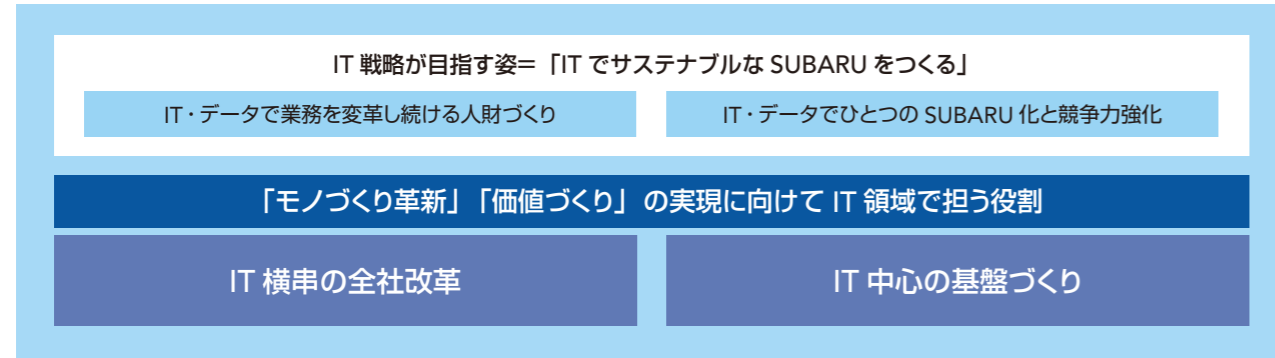 IT 戦略が目指す姿=「IT でサステナブルな SUBARU をつくる」
IT・データで業務を変革し続ける人財づくり
IT・データでひとつの SUBARU 化と競争力強化
「モノづくり革新」「価値づくり」の実現に向けて IT 領域で担う役割
IT 横串の全社改革
IT 中心の基盤づくり